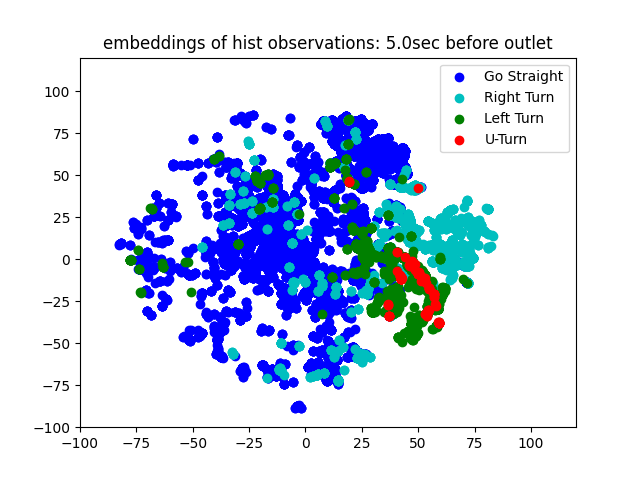 embeddings of hist observations: 5.0sec before outlet
Go Straight
Right Turn
Left Turn
U-Turn
100
75
50
25
0
−25
−50
−75
−100
−100 −75 −50 −25 0 25 50 75 100